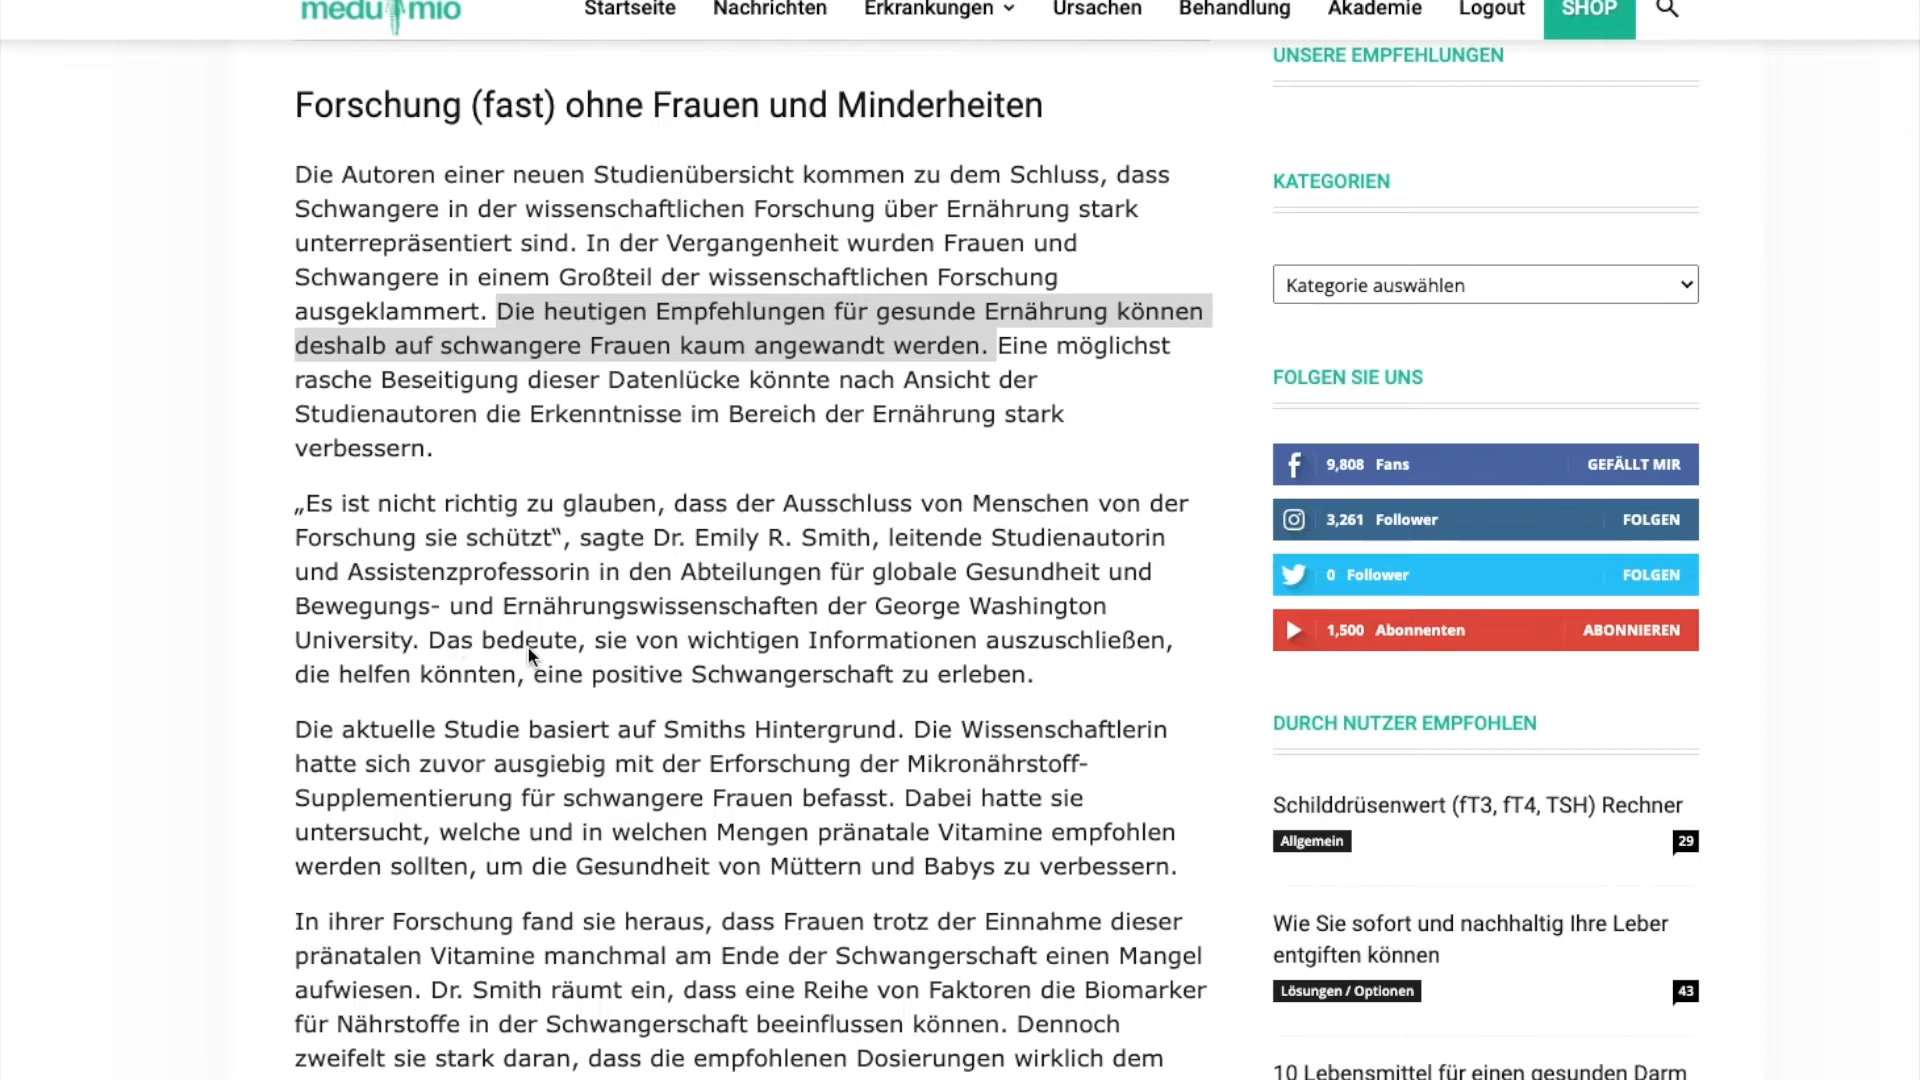 medumio
Startseite Nachrichten Erkrankungen Ursachen Behandlung Akademie Logout SHOP
Forschung (fast) ohne Frauen und Minderheiten
Die Autoren einer neuen Studienübersicht kommen zu dem Schluss, dass
Schwangere in der wissenschaftlichen Forschung über Ernährung stark
unterrepräsentiert sind. In der Vergangenheit wurden Frauen und
Schwangere in einem Großteil der wissenschaftlichen Forschung
ausgeklammert. Die heutigen Empfehlungen für gesunde Ernährung können
deshalb auf schwangere Frauen kaum angewandt werden. Eine möglichst
rasche Beseitigung dieser Datenlücke könnte nach Ansicht der
Studienautoren die Erkenntnisse im Bereich der Ernährung stark
verbessern.
„Es ist nicht richtig zu glauben, dass der Ausschluss von Menschen von der
Forschung sie schützt“, sagte Dr. Emily R. Smith, leitende Studienautorin
und Assistenzprofessorin in den Abteilungen für globale Gesundheit und
Bewegungs- und Ernährungswissenschaften der George Washington
University. Das bedeute, sie von wichtigen Informationen auszuschließen,
die helfen könnten, eine positive Schwangerschaft zu erleben.
Die aktuelle Studie basiert auf Smiths Hintergrund. Die Wissenschaftlerin
hatte sich zuvor ausgiebig mit der Erforschung der Mikronährstoff-
Supplementierung für schwangere Frauen befasst. Dabei hatte sie
untersucht, welche und in welchen Mengen pränatale Vitamine empfohlen
werden sollten, um die Gesundheit von Müttern und Babys zu verbessern.
In ihrer Forschung fand sie heraus, dass Frauen trotz der Einnahme dieser
pränatalen Vitamine manchmal am Ende der Schwangerschaft einen Mangel
aufwiesen. Dr. Smith räumt ein, dass eine Reihe von Faktoren die Biomarker
für Nährstoffe in der Schwangerschaft beeinflussen können. Dennoch
zweifelt sie stark daran, dass die empfohlenen Dosierungen wirklich dem
UNSERE EMPFEHLUNGEN
KATEGORIEN
Kategorie auswählen
FOLGEN SIE UNS
9,808 Fans GEFÄLLT MIR
3,261 Follower FOLGEN
0 Follower FOLGEN
1,500 Abonnenten ABONNIEREN
DURCH NUTZER EMPFOHLEN
Schilddrüsenwert (fT3, fT4, TSH) Rechner
Allgemein 29
Wie Sie sofort und nachhaltig Ihre Leber
entgiften können
Lösungen / Optionen 43
10 Lebensmittel für einen gesunden Darm